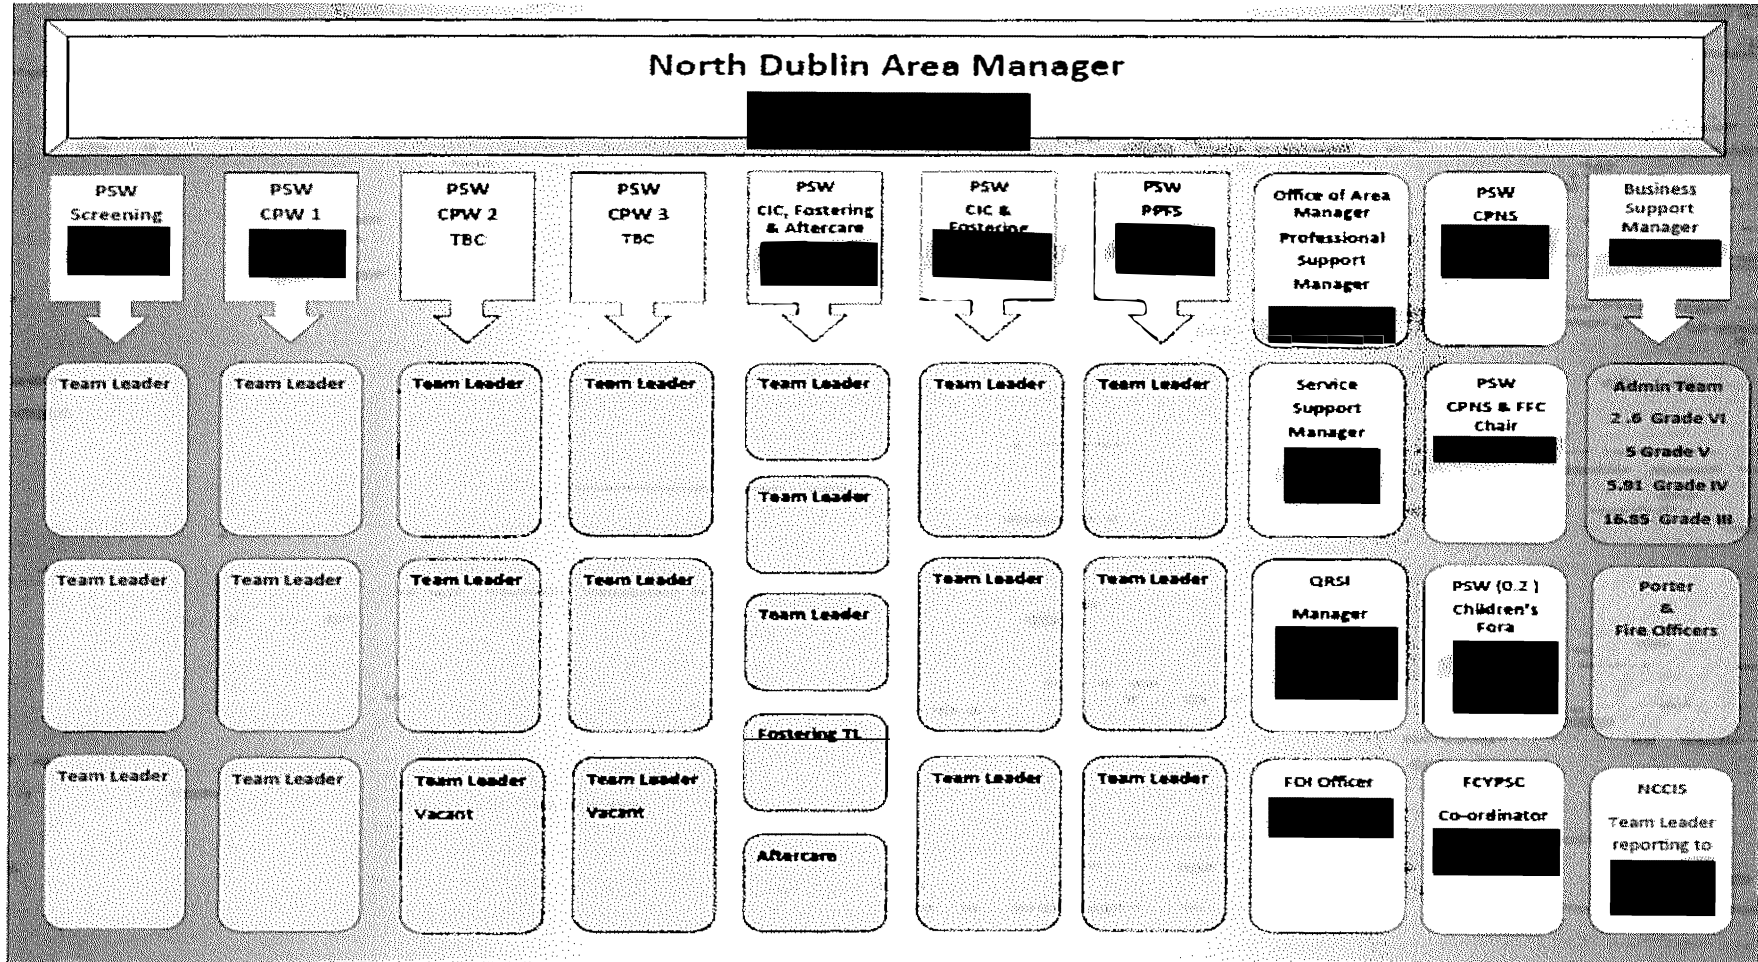 North Dublin Area Manager
PSW
Screening
PSW
CPW 1
PSW
CPW 2
TBC
PSW
CPW 3
TBC
PSW
CIC, Fostering
& Aftercare
PSW
CIC &
Fostering
PSW
PPFS
Office of Area
Manager
Professional
Support
Manager
PSW
CPNS
Business
Support
Manager
Team Leader
Team Leader
Team Leader
Team Leader
Team Leader
Team Leader
Team Leader
Service
Support
Manager
PSW
CPNS & FFC
Chair
Admin Team
2 .6 Grade VI
5 Grade V
5.91 Grade IV
16.85 Grade III
Team Leader
Team Leader
Team Leader
Team Leader
Team Leader
Team Leader
Team Leader
Team Leader
QRSI
Manager
PSW (0.2 )
Children's
Fora
Porter
&
Fire Officers
Fostering TL
Team Leader
Team Leader
Team Leader
Vacant
Team Leader
Vacant
Aftercare
Team Leader
Team Leader
FOI Officer
FCYPSC
Co-ordinator
NCCIS
Team Leader
reporting to